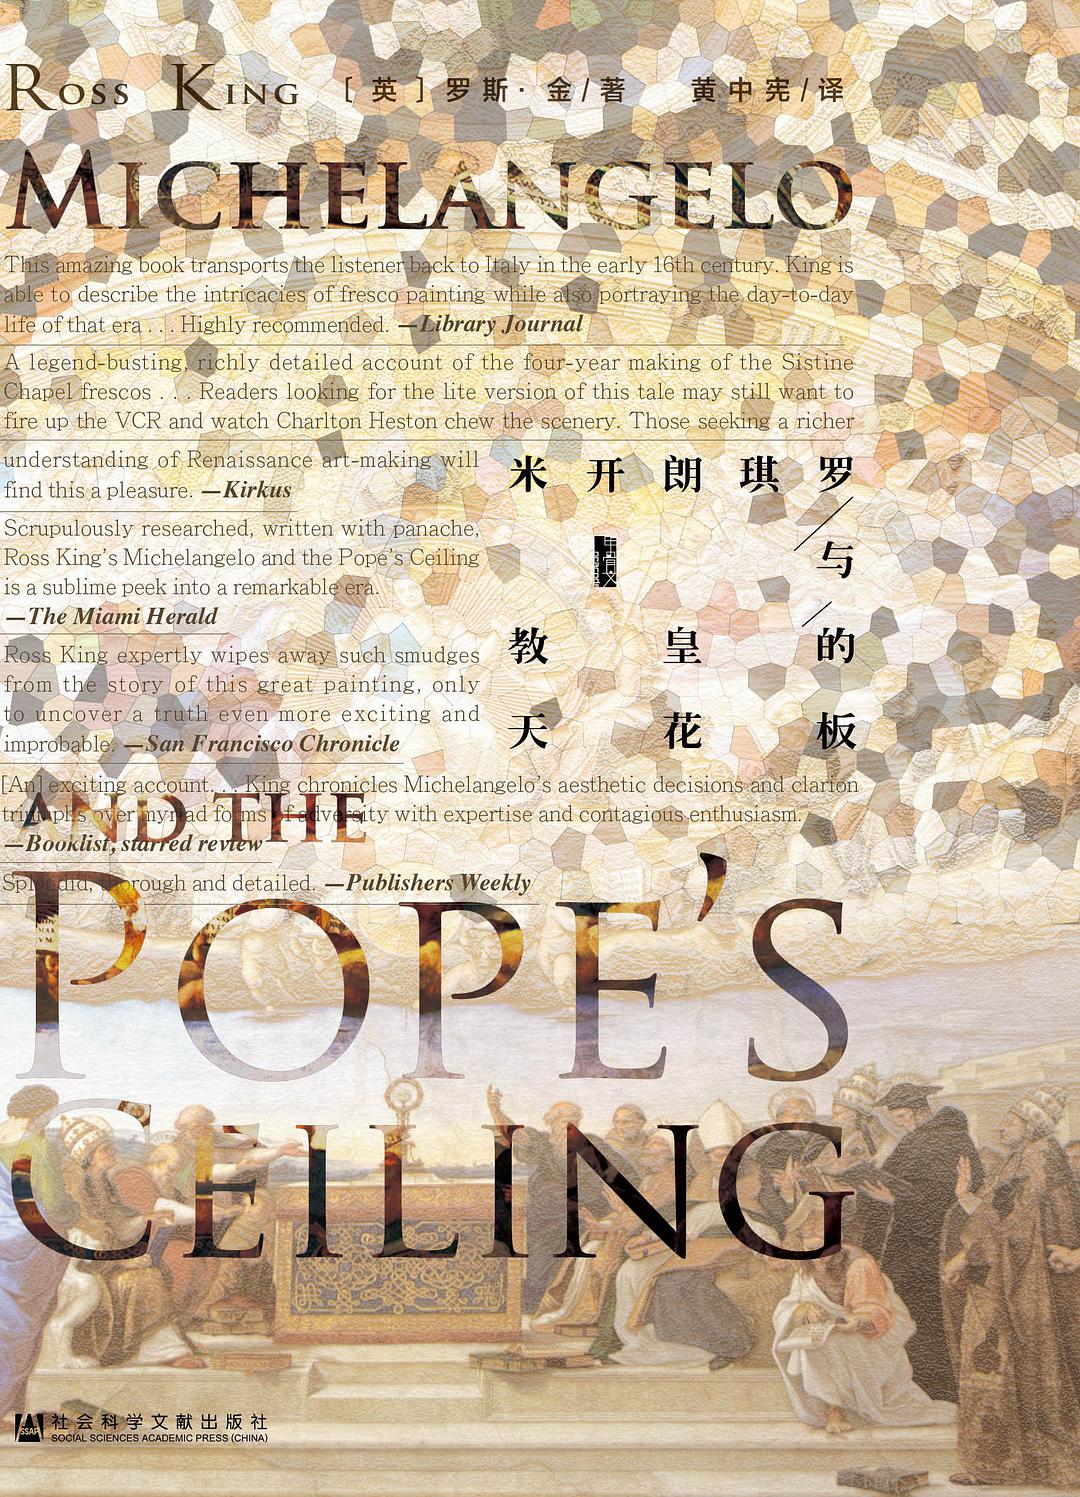 ROSS KING [英]罗斯·金/著 黄中宪/译
MICHELANGELO
This amazing book transports the listener back to Italy in the early 16th century. King is
able to describe the intricacies of fresco painting while also portraying the day-to-day
life of that era . . . Highly recommended. —Library Journal
A legend-busting, richly detailed account of the four-year making of the Sistine
Chapel frescos . . . Readers looking for the lite version of this tale may still want to
fire up the VCR and watch Charlton Heston chew the scenery. Those seeking a richer
understanding of Renaissance art-making will
find this a pleasure. —Kirkus
Scrupulously researched, written with panache,
Ross King's Michelangelo and the Pope's Ceiling
is a sublime peek into a remarkable era.
—The Miami Herald
Ross King expertly wipes away such smudges
from the story of this great painting, only
to uncover a truth even more exciting and
improbable. —San Francisco Chronicle
米开朗琪罗
与
甲骨文
教皇的
天花板
[An] exciting account. . . King chronicles Michelangelo's aesthetic decisions and clarion
triumphs over myriad forms of adversity with expertise and contagious enthusiasm.
—Booklist, starred review
AND THE
Splendid, thorough and detailed. —Publishers Weekly
POPE'S
CEILING
SSAP
社会科学文献出版社
SOCIAL SCIENCES ACADEMIC PRESS (CHINA)